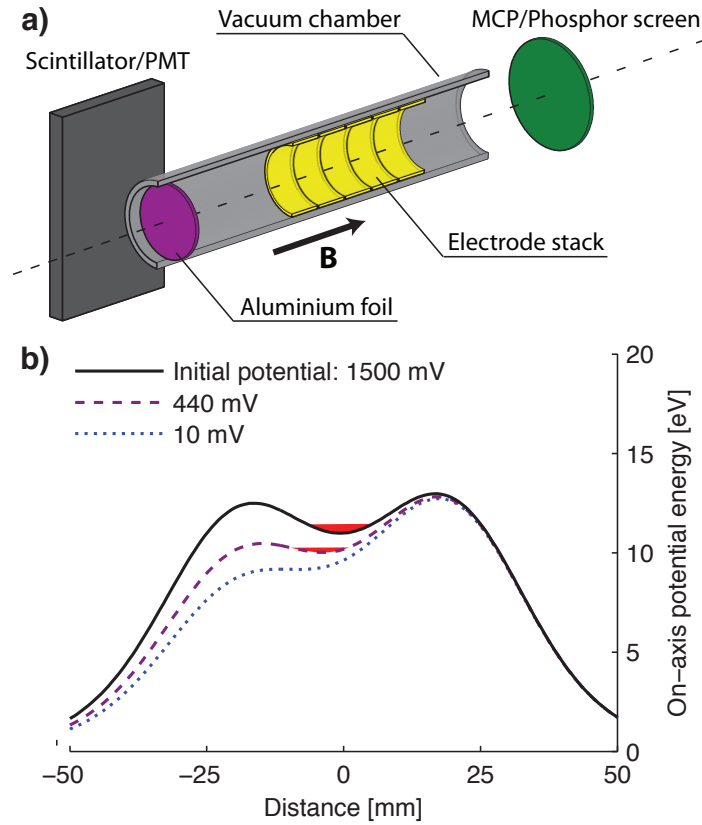 a)
Vacuum chamber
MCP/Phosphor screen
Scintillator/PMT
B
Electrode stack
Aluminium foil
b)
Initial potential: 1500 mV
440 mV
10 mV
20
15
10
5
0
On−axis potential energy [eV]
−50
−25
0
25
50
Distance [mm]